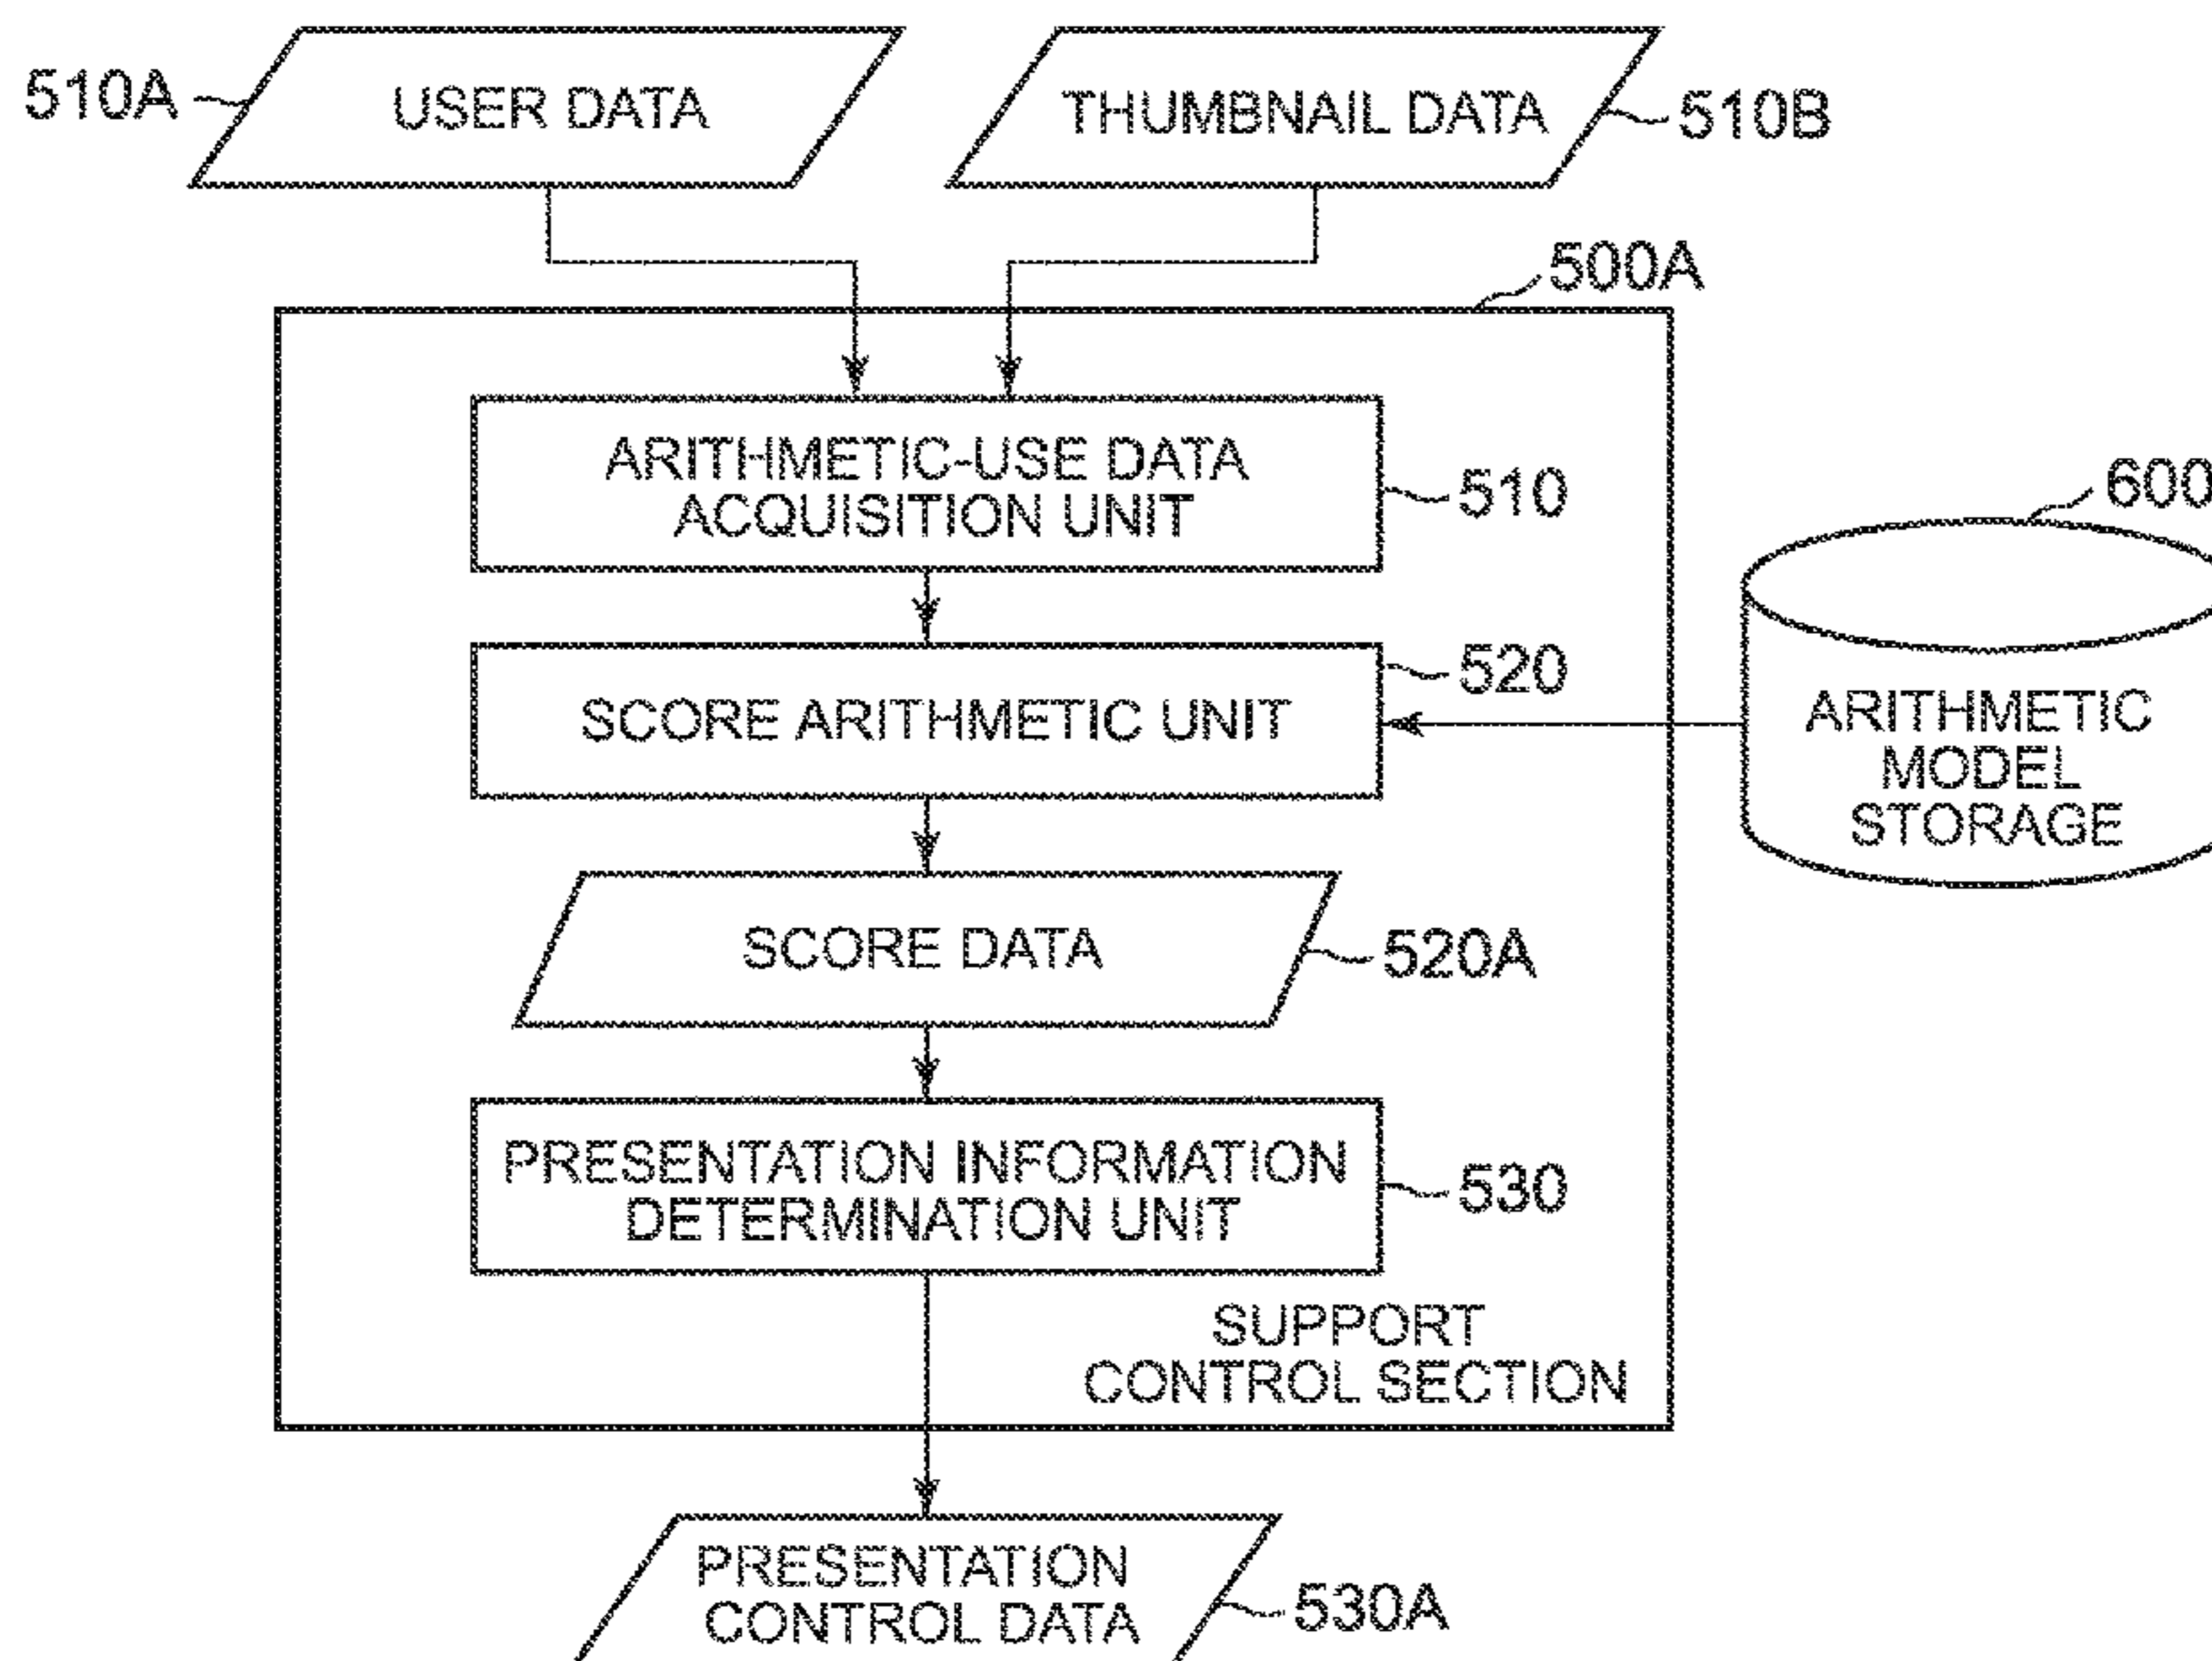 510A
USER DATA
THUMBNAIL DATA
510B
500A
ARITHMETIC-USE DATA
ACQUISITION UNIT
510
600
520
SCORE ARITHMETIC UNIT
ARITHMETIC
MODEL
STORAGE
SCORE DATA
520A
PRESENTATION INFORMATION
DETERMINATION UNIT
530
SUPPORT
CONTROL SECTION
PRESENTATION
CONTROL DATA
530A